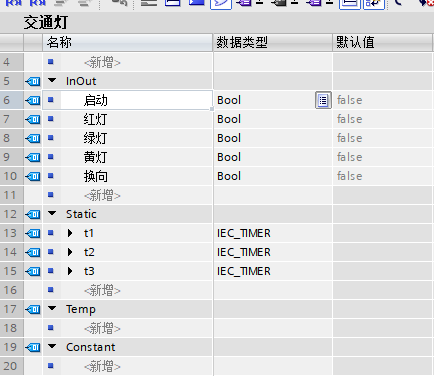 交通灯
名称 数据类型 默认值
4 <新增>
5 InOut
6 启动 Bool false
7 红灯 Bool false
8 绿灯 Bool false
9 黄灯 Bool false
10 换向 Bool false
11 <新增>
12 Static
13 t1 IEC_TIMER
14 t2 IEC_TIMER
15 t3 IEC_TIMER
16 <新增>
17 Temp
18 <新增>
19 Constant
20 <新增>